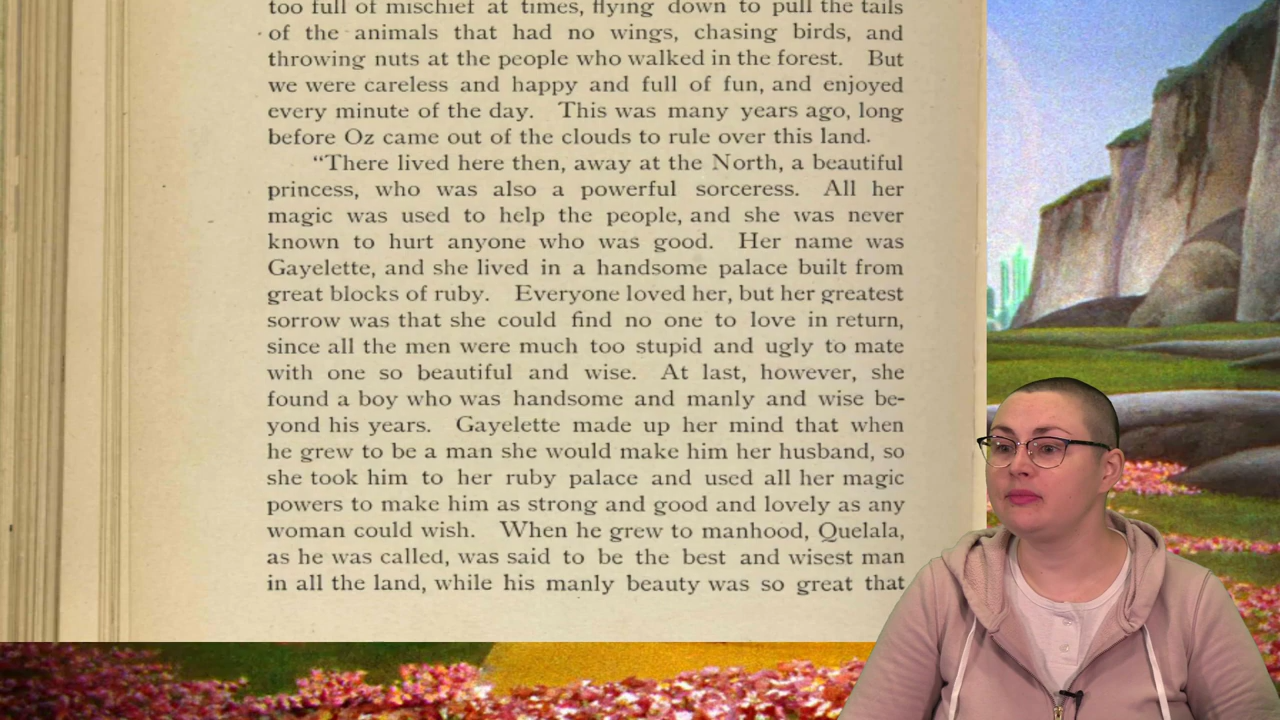 too full of mischief at times, flying down to pull the tails
of the animals that had no wings, chasing birds, and
throwing nuts at the people who walked in the forest. But
we were careless and happy and full of fun, and enjoyed
every minute of the day. This was many years ago, long
before Oz came out of the clouds to rule over this land.
“There lived here then, away at the North, a beautiful
princess, who was also a powerful sorceress. All her
magic was used to help the people, and she was never
known to hurt anyone who was good. Her name was
Gayelette, and she lived in a handsome palace built from
great blocks of ruby. Everyone loved her, but her greatest
sorrow was that she could find no one to love in return,
since all the men were much too stupid and ugly to mate
with one so beautiful and wise. At last, however, she
found a boy who was handsome and manly and wise be-
yond his years. Gayelette made up her mind that when
he grew to be a man she would make him her husband, so
she took him to her ruby palace and used all her magic
powers to make him as strong and good and lovely as any
woman could wish. When he grew to manhood, Quelala,
as he was called, was said to be the best and wisest man
in all the land, while his manly beauty was so great that